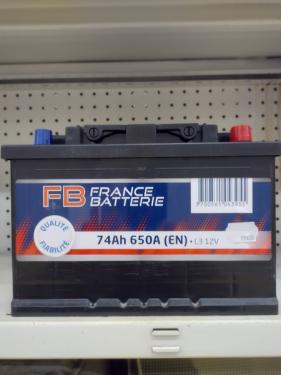 FB FRANCE
BATTERIE
QUALITÉ
FIABILITÉ
74Ah 650A (EN) • L3 12V